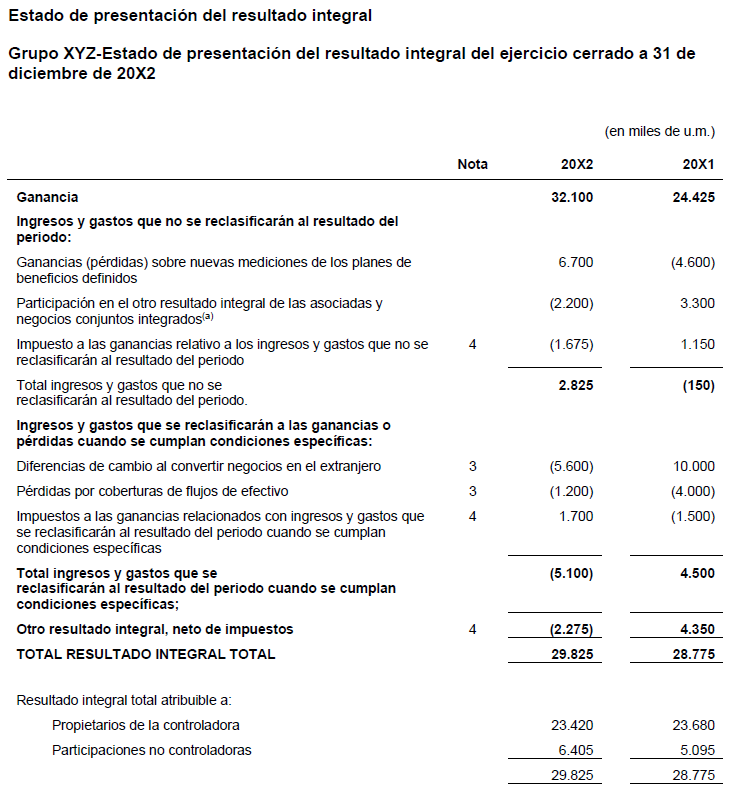 Estado de presentación del resultado integral
Grupo XYZ-Estado de presentación del resultado integral del ejercicio cerrado a 31 de
diciembre de 20X2
(en miles de u.m.)
Nota 20X2 20X1
Ganancia 32.100 24.425
Ingresos y gastos que no se reclasificarán al resultado del
periodo:
Ganancias (pérdidas) sobre nuevas mediciones de los planes de 6.700 (4.600)
beneficios definidos
Participación en el otro resultado integral de las asociadas y (2.200) 3.300
negocios conjuntos integrados(a)
Impuesto a las ganancias relativo a los ingresos y gastos que no se 4 (1.675) 1.150
reclasificarán al resultado del periodo
Total ingresos y gastos que no se 2.825 (150)
reclasificarán al resultado del periodo.
Ingresos y gastos que se reclasificarán a las ganancias o
pérdidas cuando se cumplan condiciones específicas:
Diferencias de cambio al convertir negocios en el extranjero 3 (5.600) 10.000
Pérdidas por coberturas de flujos de efectivo 3 (1.200) (4.000)
Impuestos a las ganancias relacionados con ingresos y gastos que 4 1.700 (1.500)
se reclasificarán al resultado del periodo cuando se cumplan
condiciones específicas
Total ingresos y gastos que se (5.100) 4.500
reclasificarán al resultado del periodo cuando se cumplan
condiciones específicas;
Otro resultado integral, neto de impuestos 4 (2.275) 4.350
TOTAL RESULTADO INTEGRAL TOTAL 29.825 28.775
Resultado integral total atribuible a:
Propietarios de la controladora 23.420 23.680
Participaciones no controladoras 6.405 5.095
29.825 28.775